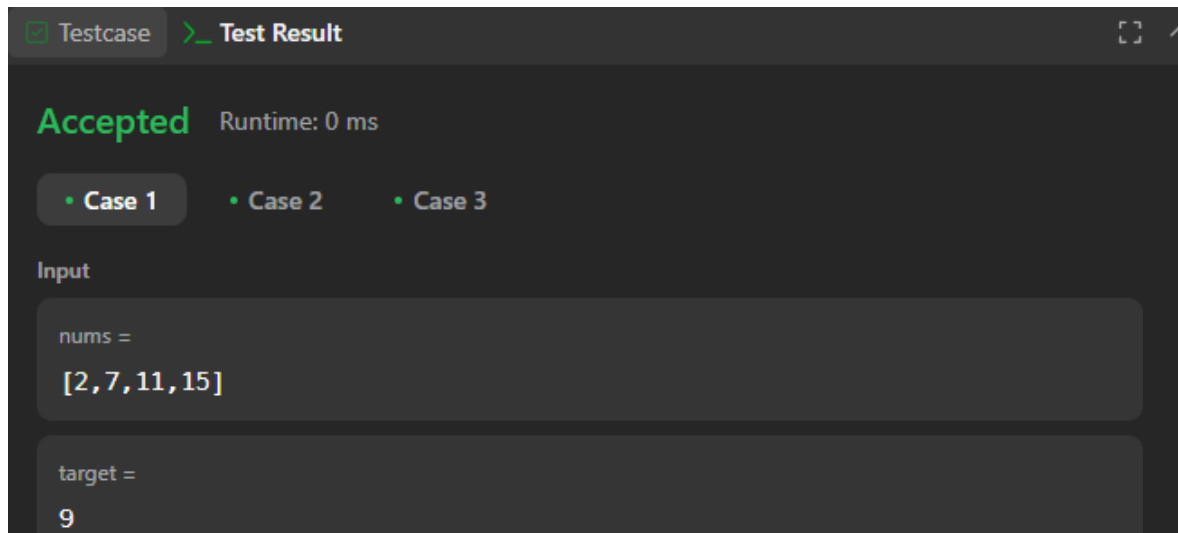 Testcase >_ Test Result
Accepted Runtime: 0 ms
• Case 1 • Case 2 • Case 3
Input
nums =
[2,7,11,15]
target =
9